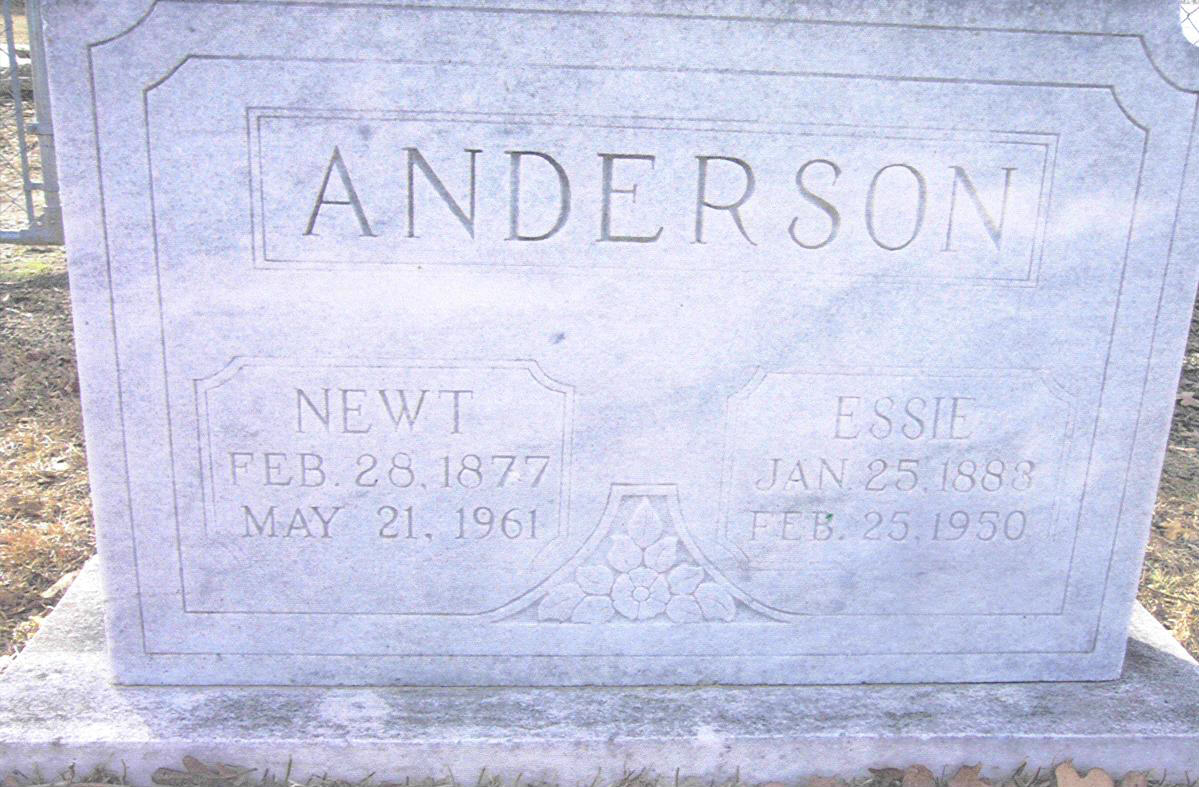 ANDERSON
NEWT
FEB. 28, 1877
MAY 21, 1961
ESSIE
JAN. 25, 1883
FEB. 25, 1950